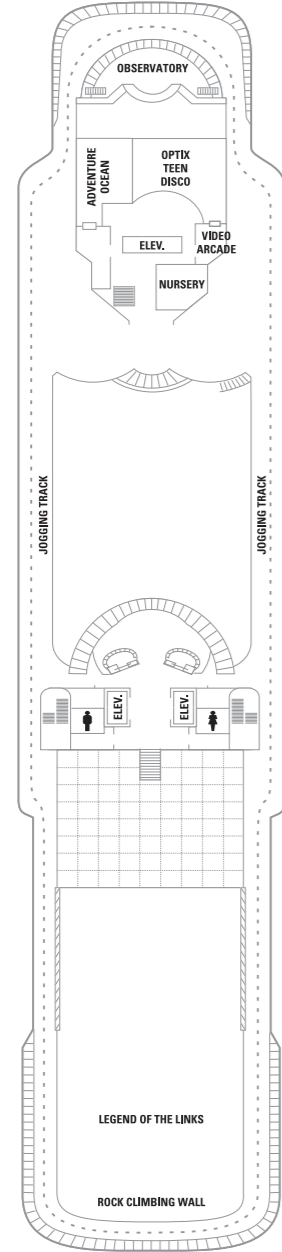 OBSERVATORY
ADVENTURE
OCEAN
OPTIX
TEEN
DISCO
ELEV.
VIDEO
ARCADE
NURSERY
JOGGING TRACK
JOGGING TRACK
ELEV.
ELEV.
LEGEND OF THE LINKS
ROCK CLIMBING WALL